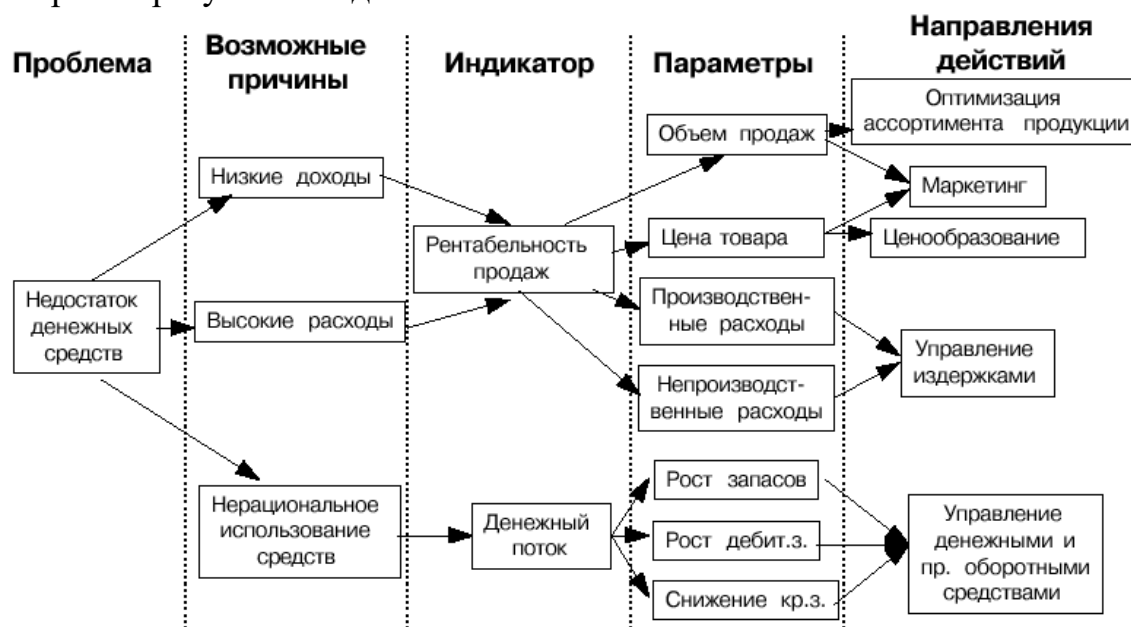 Проблема
Возможные
причины
Индикатор
Параметры
Направления
действий
Недостаток
денежных
средств
Низкие доходы
Высокие расходы
Нерациональное
использование
средств
Рентабельность
продаж
Денежный
поток
Объем продаж
Цена товара
Производствен-
ные расходы
Непроизводст-
венные расходы
Рост запасов
Рост дебит.з.
Снижение кр.з.
Оптимизация
ассортимента продукции
Маркетинг
Ценообразование
Управление
издержками
Управление
денежными и
пр. оборотными
средствами